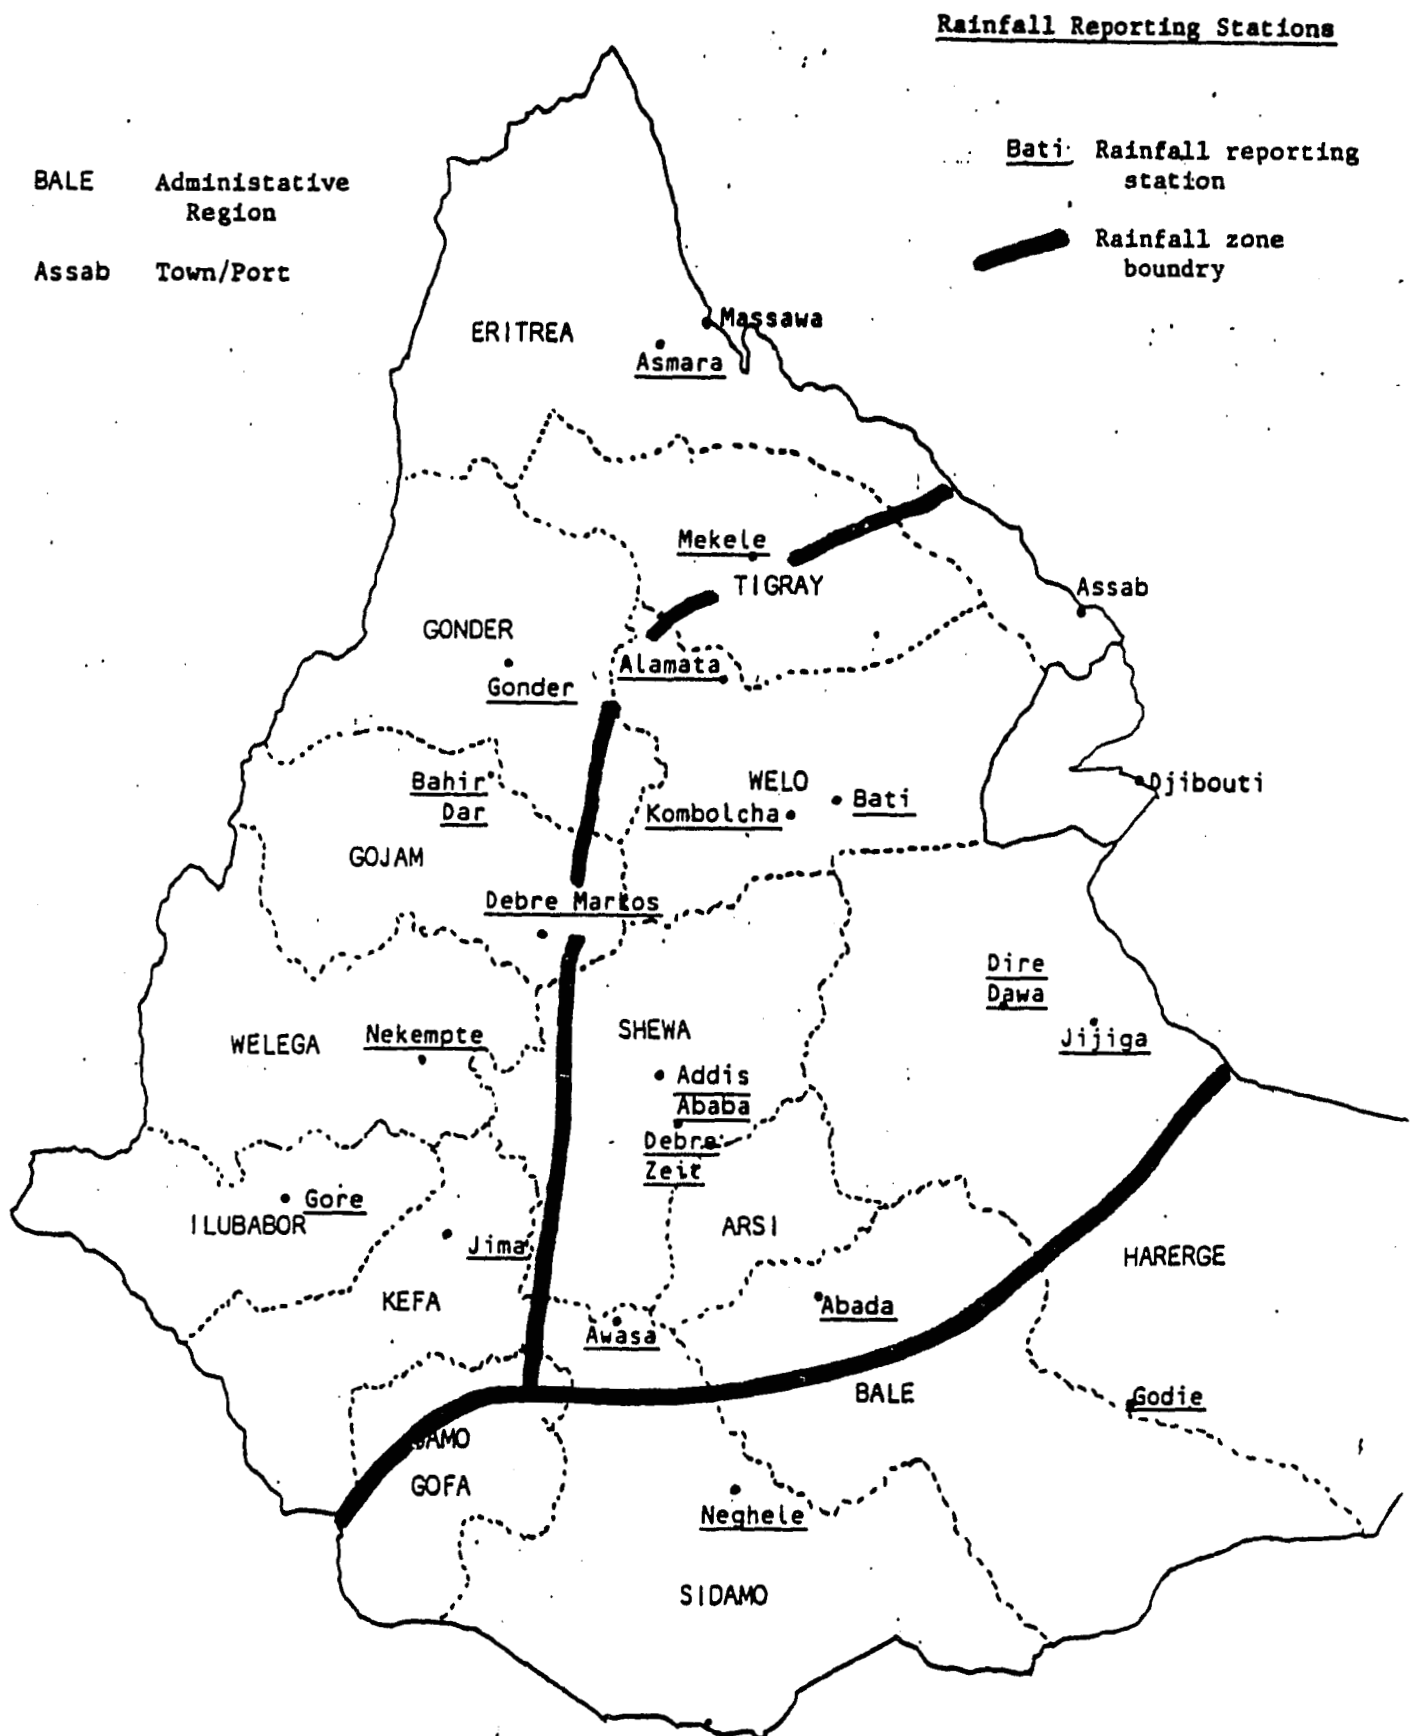 Rainfall Reporting Stations
Bati Rainfall reporting
station
Rainfall zone
boundry
BALE Administative
Region
Assab Town/Port
Massawa
ERITREA
Asmara
Mekele
TIGRAY
Assab
GONDER
Alamata
Gonder
Bahir
Dar
WELO
Djibouti
Kombolcha
Bati
GOJAM
Debre Markos
Dire
Dawa
SHEWA
WELEGA
Nekempte
Jijiga
Addis
Ababa
Debre
Zeit
Gore
ILUBABOR
ARSI
Jima
HARERGE
KEFA
Abada
Awasa
BALE
Godie
GAMO
GOFA
Neghele
SIDAMO